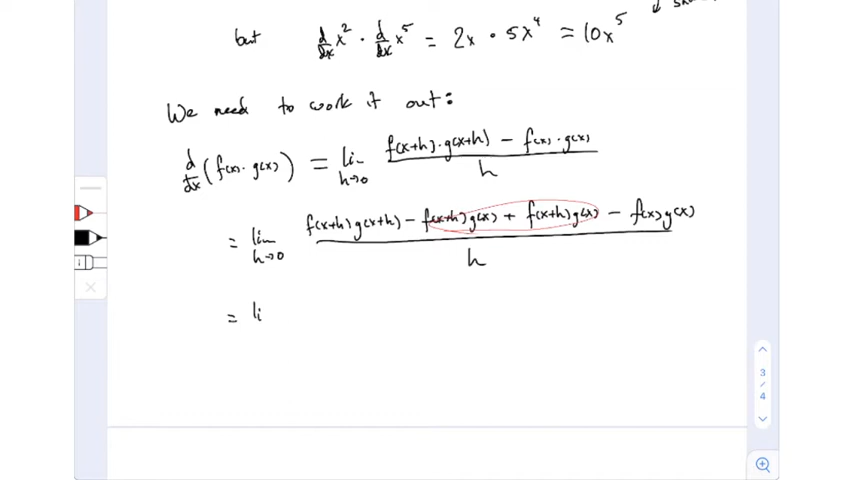 but d/dx x² · d/dx x⁵ = 2x · 5x⁴ = 10x⁵
We need to work it out:
d/dx (f(x) · g(x)) = lim h→0 f(x+h) · g(x+h) − f(x) · g(x) / h
= lim h→0 f(x+h) g(x+h) − f(x+h) g(x) + f(x+h) g(x) − f(x) g(x) / h
= li
3
/
4